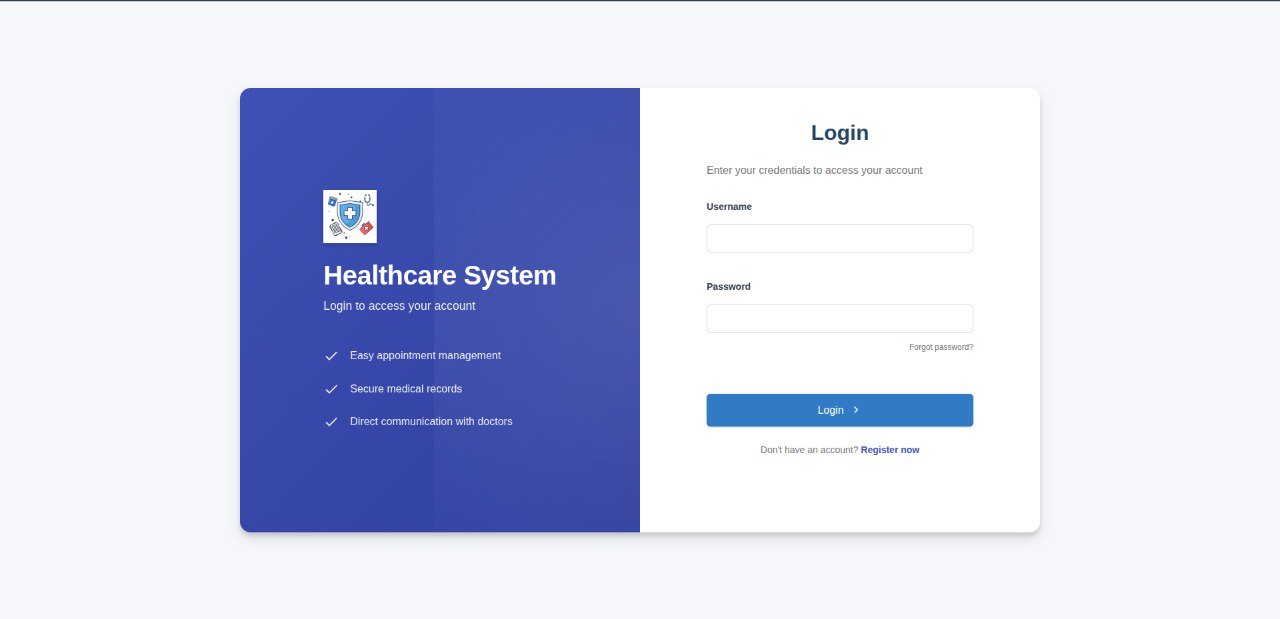 Healthcare System
Login to access your account
Easy appointment management
Secure medical records
Direct communication with doctors
Login
Enter your credentials to access your account
Username
Password
Forgot password?
Login
Don't have an account? Register now